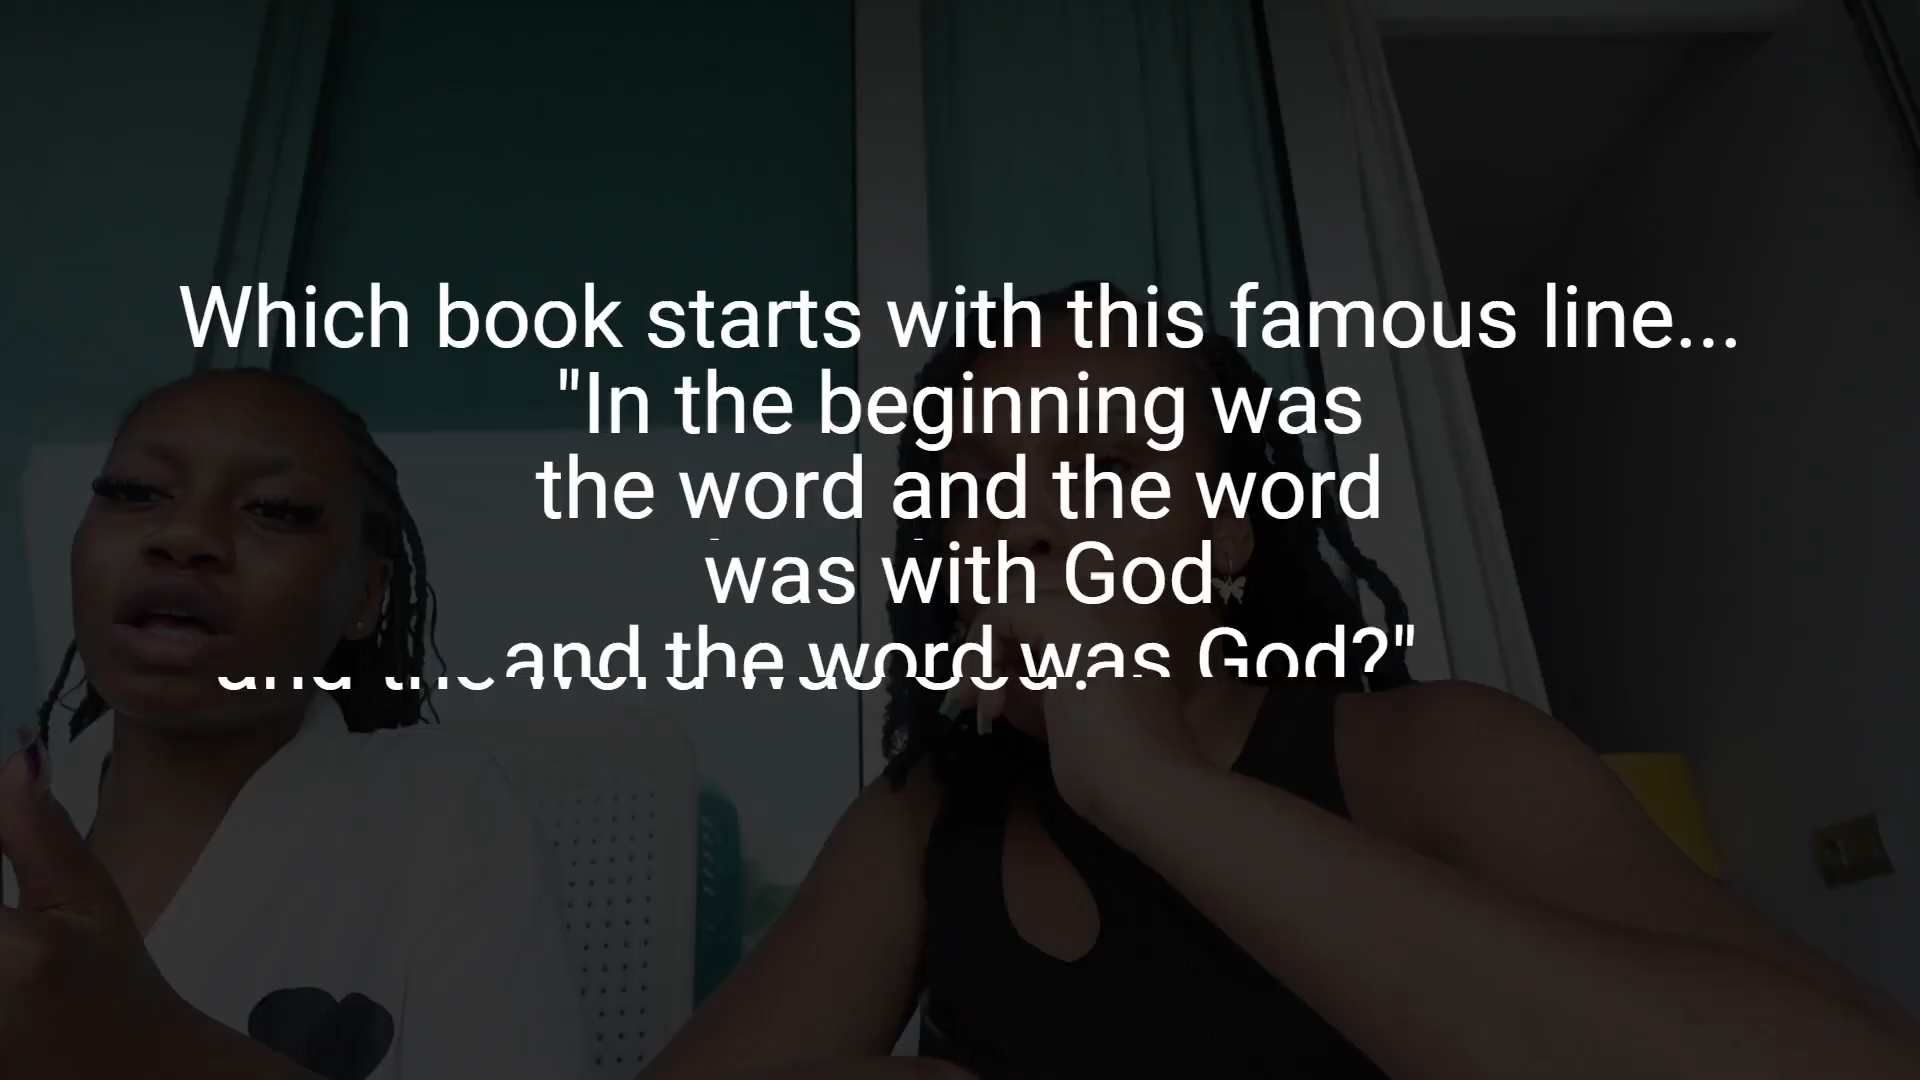 Which book starts with this famous line...
"In the beginning was
the word and the word
was with God
and the word was God?"